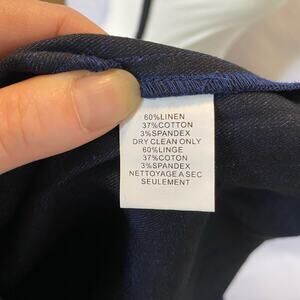 60%LINEN
37%COTTON
3%SPANDEX
DRY CLEAN ONLY
60%LINGE
37%COTON
3%SPANDEX
NETTOYAGE A SEC
SEULEMENT